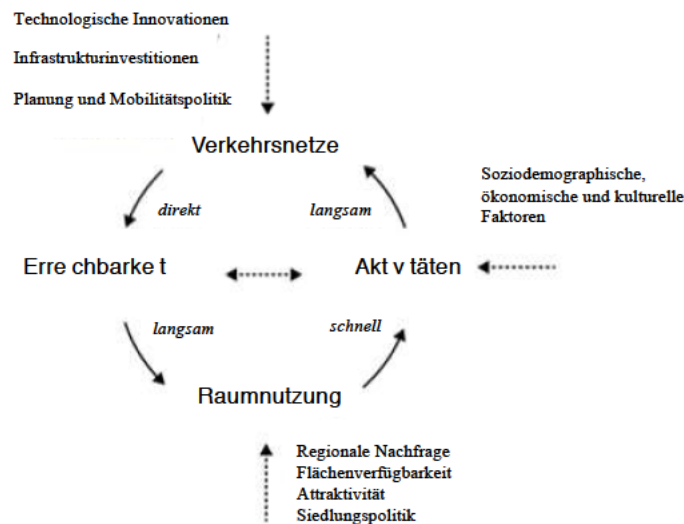 Technologische Innovationen
Infrastrukturinvestitionen
Planung und Mobilitätspolitik
Verkehrsnetze
Soziodemographische,
ökonomische und kulturelle
Faktoren
direkt
langsam
Erre chbarke t
Akt v täten
langsam
schnell
Raumnutzung
Regionale Nachfrage
Flächenverfügbarkeit
Attraktivität
Siedlungspolitik